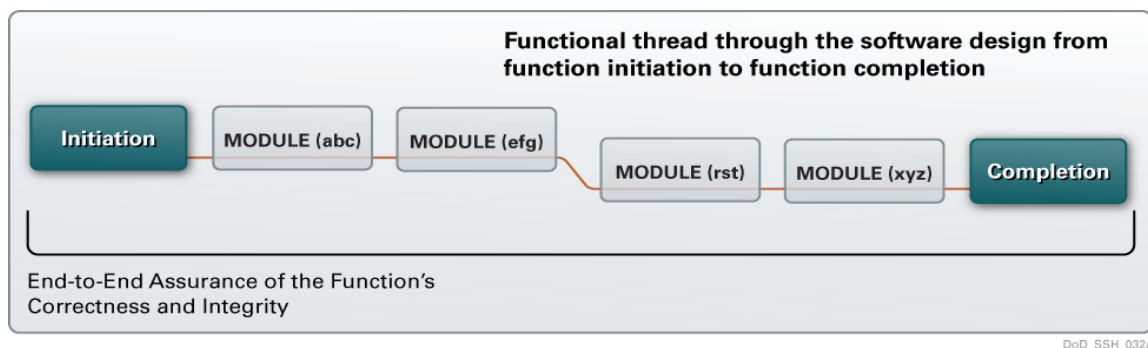 Functional thread through the software design from
function initiation to function completion
Initiation
MODULE (abc)
MODULE (efg)
MODULE (rst)
MODULE (xyz)
Completion
End-to-End Assurance of the Function's
Correctness and Integrity